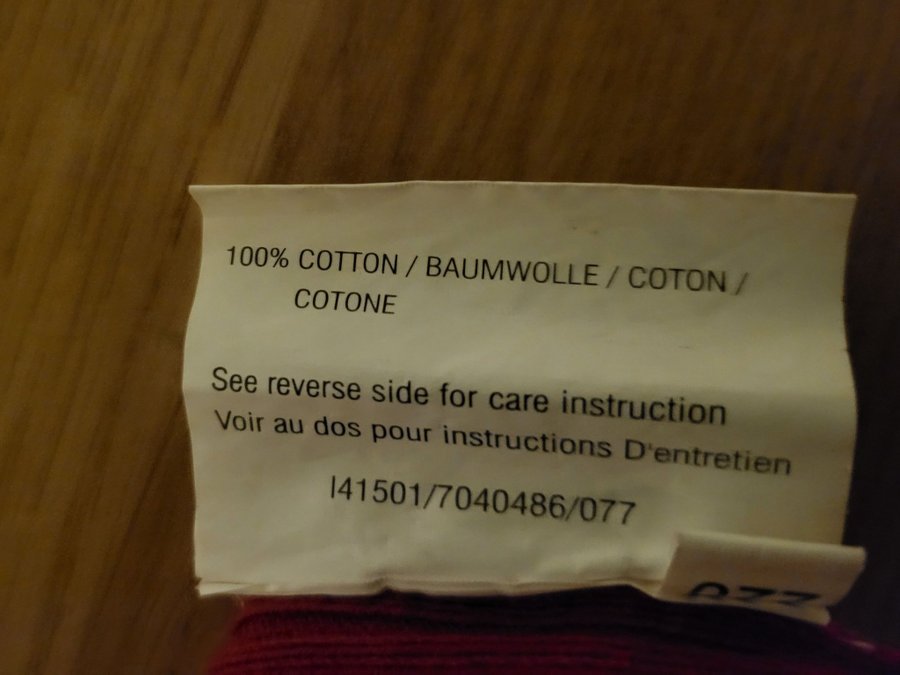 100% COTTON / BAUMWOLLE / COTON /
COTONE
See reverse side for care instruction
Voir au dos pour instructions D'entretien
I41501/7040486/077
077